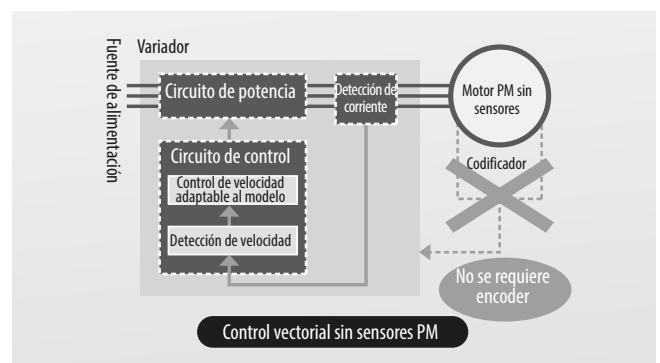 Fuente de alimentación
Variador
Circuito de potencia
Detección de
corriente
Motor PM sin
sensores
Circuito de control
Control de velocidad
adaptable al modelo
Detección de velocidad
Codificador
No se requiere
encoder
Control vectorial sin sensores PM